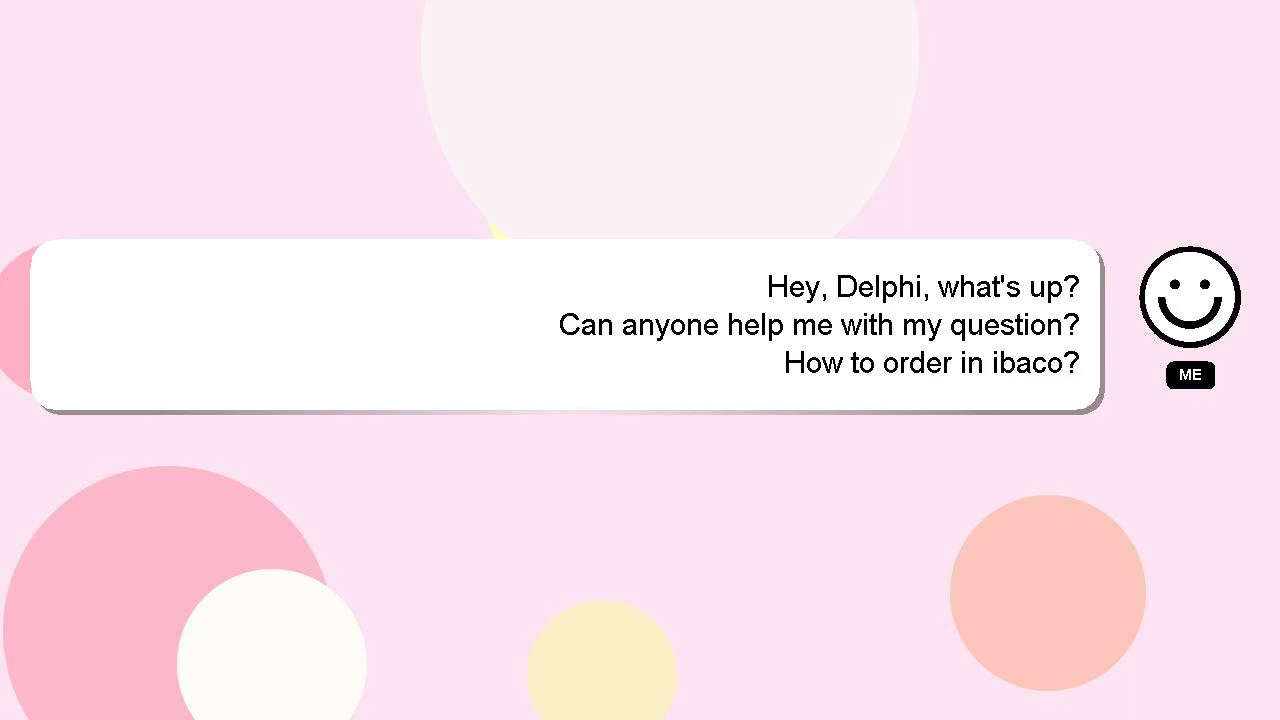 Hey, Delphi, what's up?
Can anyone help me with my question?
How to order in ibaco?
ME